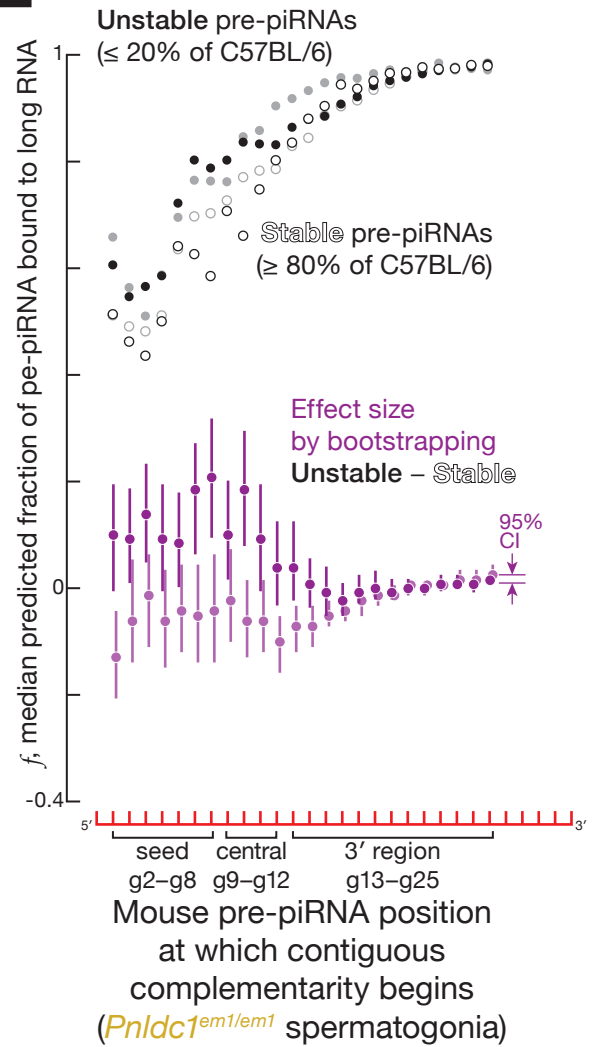 Unstable pre-piRNAs
(≤ 20% of C57BL/6)
1
f, median predicted fraction of pe-piRNA bound to long RNA
Stable pre-piRNAs
(≥ 80% of C57BL/6)
Effect size
by bootstrapping
Unstable – Stable
95%
CI
0
-0.4
5′
3′
seed central 3′ region
g2–g8 g9–g12 g13–g25
Mouse pre-piRNA position
at which contiguous
complementarity begins
(Pnldc1em1/em1 spermatogonia)